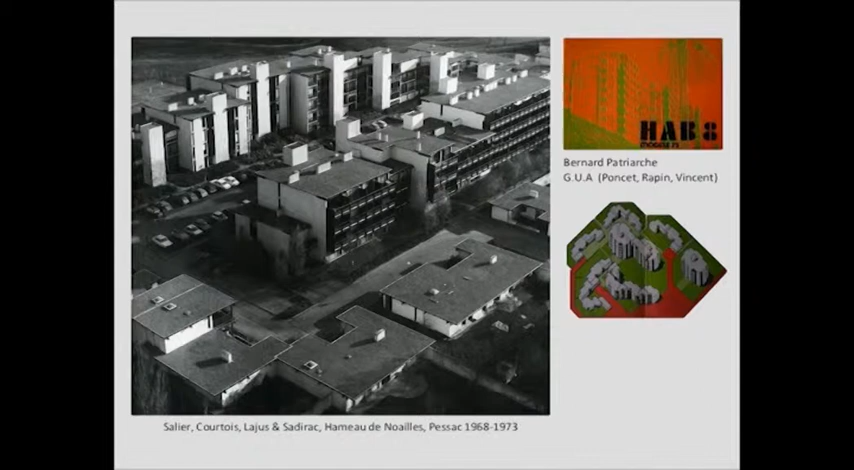 HAB 8
Bernard Patriarche
G.U.A (Poncet, Rapin, Vincent)
Salier, Courtois, Lajus & Sadirac, Hameau de Noailles, Pessac 1968-1973